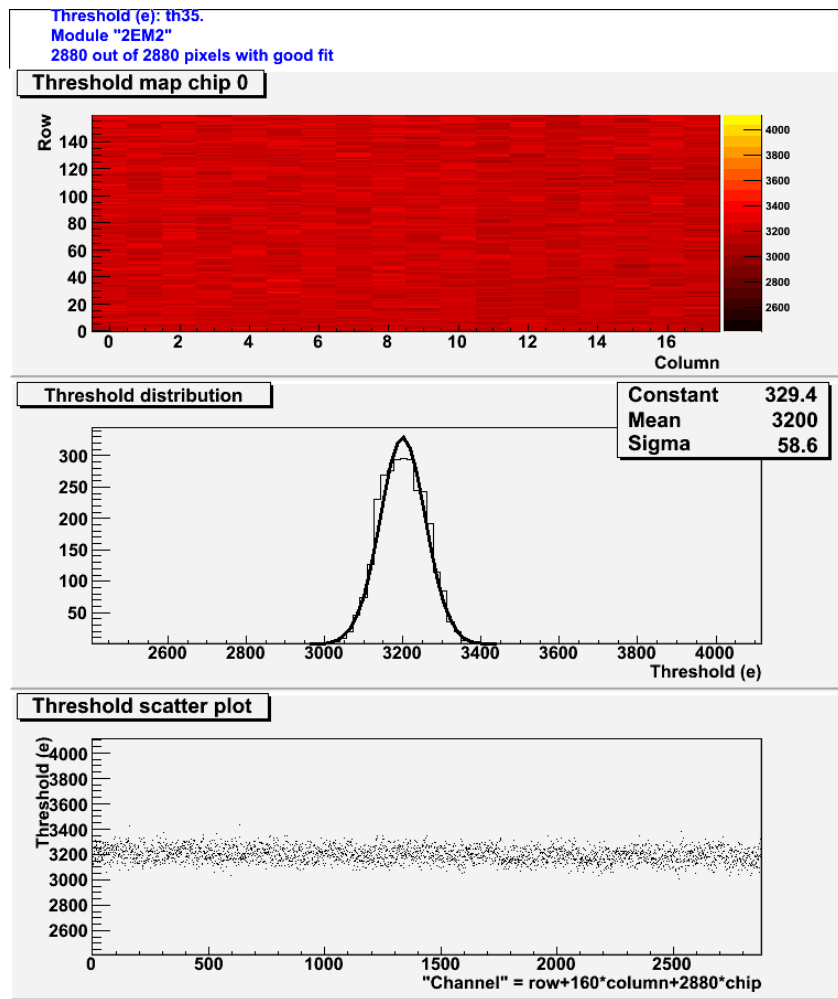 Threshold (e): th35.
Module "2EM2"
2880 out of 2880 pixels with good fit
Threshold map chip 0
Row
140
120
100
80
60
40
20
0
0 2 4 6 8 10 12 14 16
Column
4000
3800
3600
3400
3200
3000
2800
2600
Threshold distribution
Constant 329.4
Mean 3200
Sigma 58.6
300
250
200
150
100
50
2600 2800 3000 3200 3400 3600 3800 4000
Threshold (e)
Threshold scatter plot
Threshold (e)
4000
3800
3600
3400
3200
3000
2800
2600
0 500 1000 1500 2000 2500
"Channel" = row+160*column+2880*chip